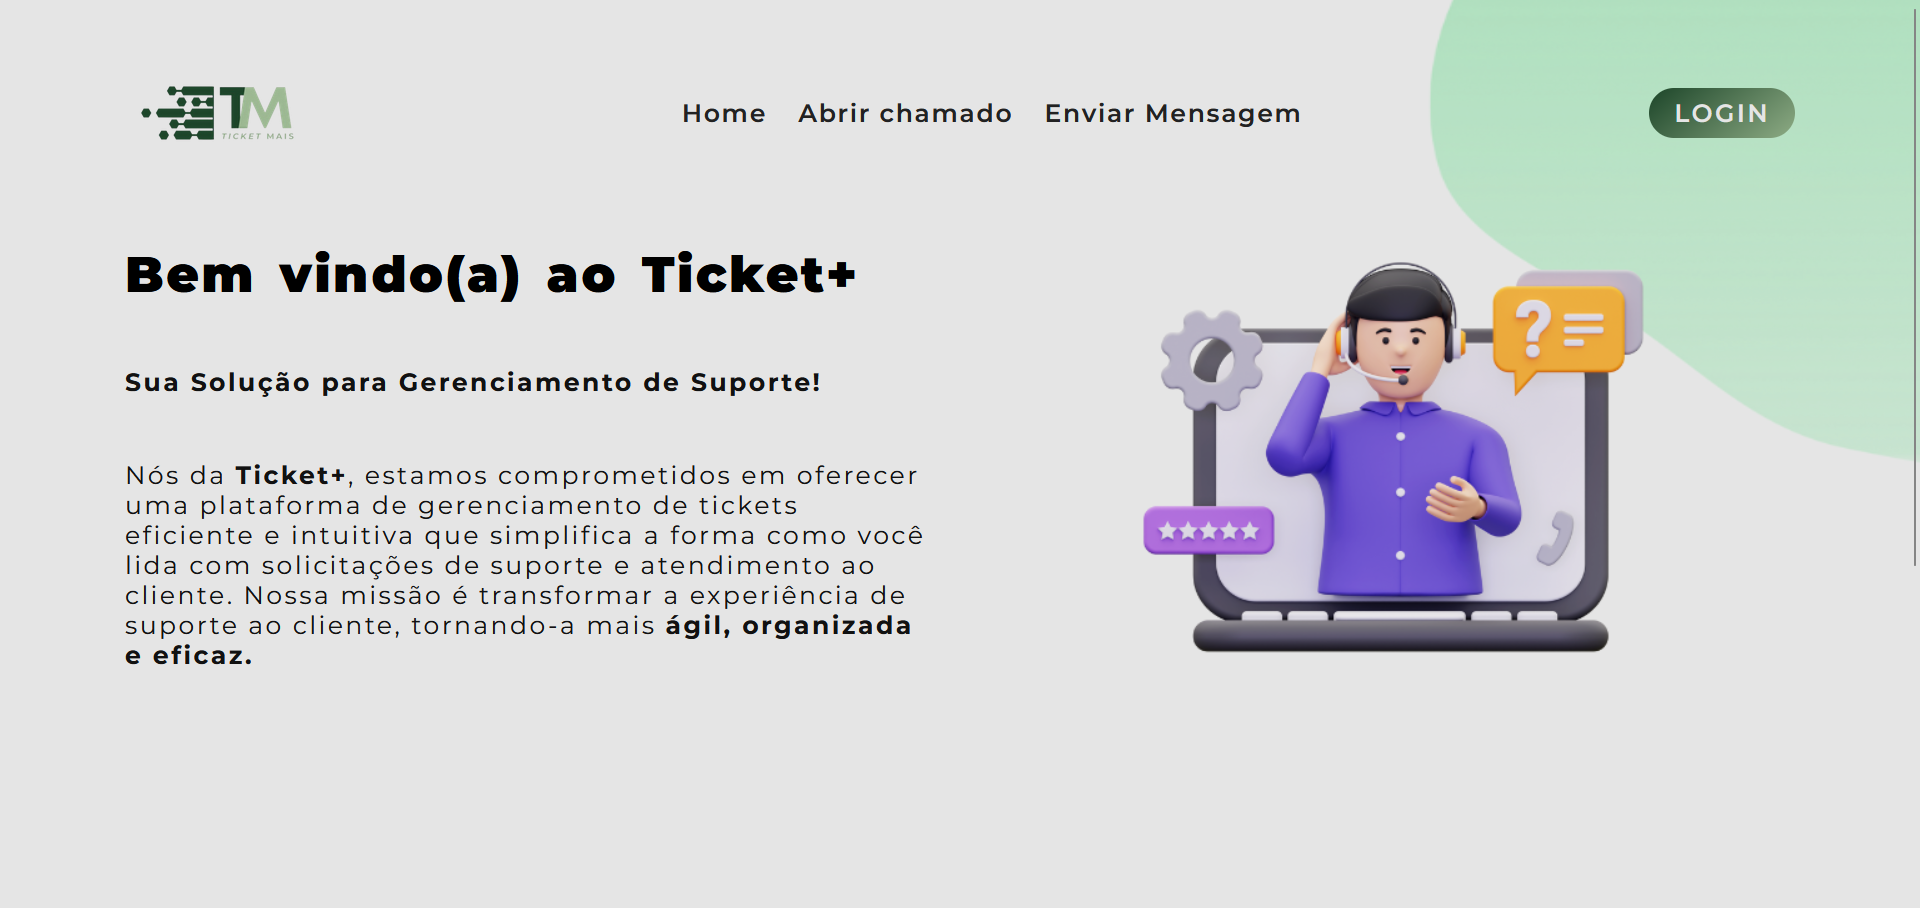 TM
TICKET MAIS
Home Abrir chamado Enviar Mensagem
LOGIN
Bem vindo(a) ao Ticket+
Sua Solução para Gerenciamento de Suporte!
Nós da Ticket+, estamos comprometidos em oferecer
uma plataforma de gerenciamento de tickets
eficiente e intuitiva que simplifica a forma como você
lida com solicitações de suporte e atendimento ao
cliente. Nossa missão é transformar a experiência de
suporte ao cliente, tornando-a mais ágil, organizada
e eficaz.
?